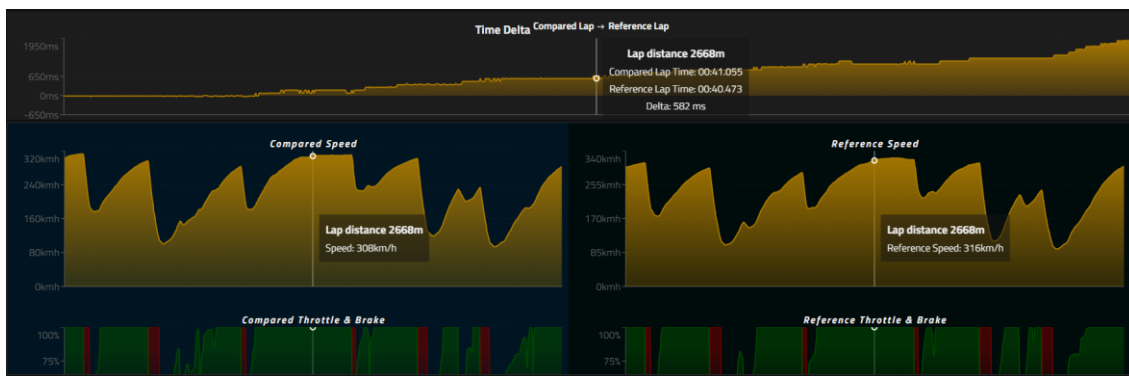 Time Delta Compared Lap → Reference Lap
1950ms
650ms
0ms
-650ms
Lap distance 2668m
Compared Lap Time: 00:41.055
Reference Lap Time: 00:40.473
Delta: 582 ms
Compared Speed
320kmh
240kmh
160kmh
80kmh
0kmh
Lap distance 2668m
Speed: 308km/h
Reference Speed
340kmh
255kmh
170kmh
85kmh
0kmh
Lap distance 2668m
Reference Speed: 316km/h
Compared Throttle & Brake
100%
75%
Reference Throttle & Brake
100%
75%